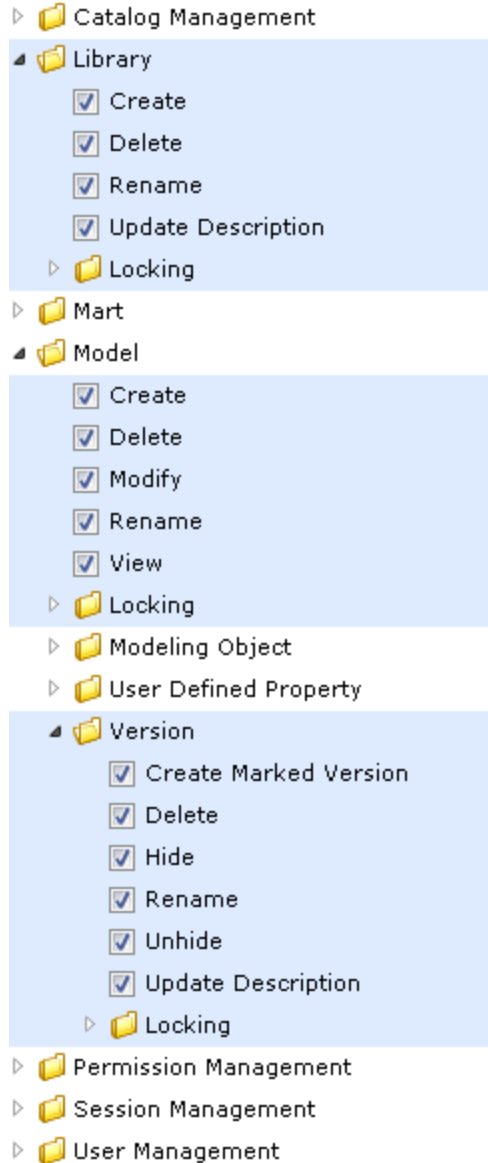 Catalog Management
Library
Create
Delete
Rename
Update Description
Locking
Mart
Model
Create
Delete
Modify
Rename
View
Locking
Modeling Object
User Defined Property
Version
Create Marked Version
Delete
Hide
Rename
Unhide
Update Description
Locking
Permission Management
Session Management
User Management